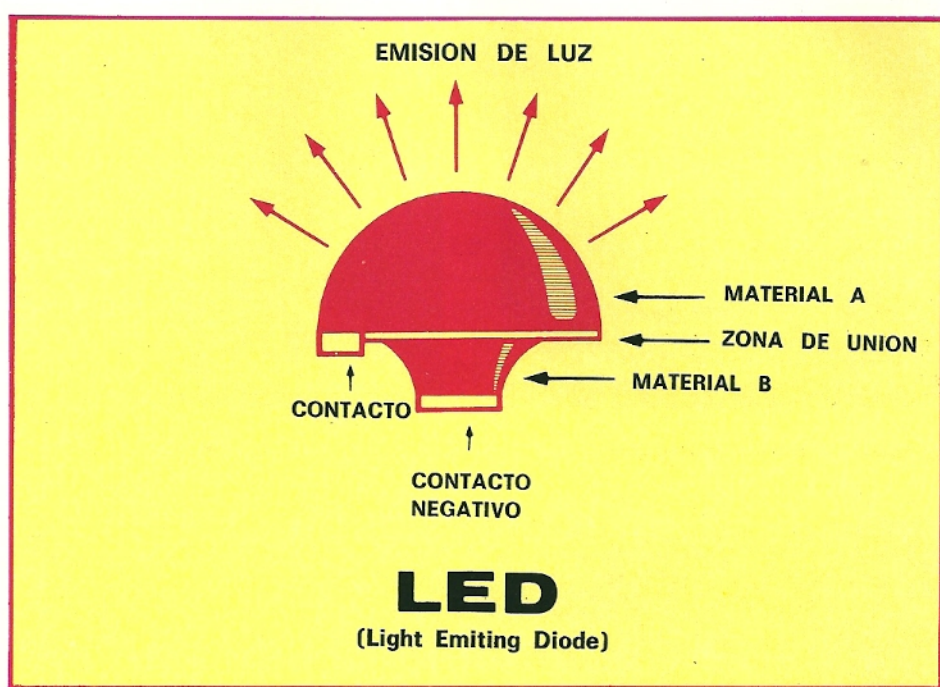 EMISION DE LUZ
MATERIAL A
ZONA DE UNION
MATERIAL B
CONTACTO
CONTACTO
NEGATIVO
LED
(Light Emiting Diode)